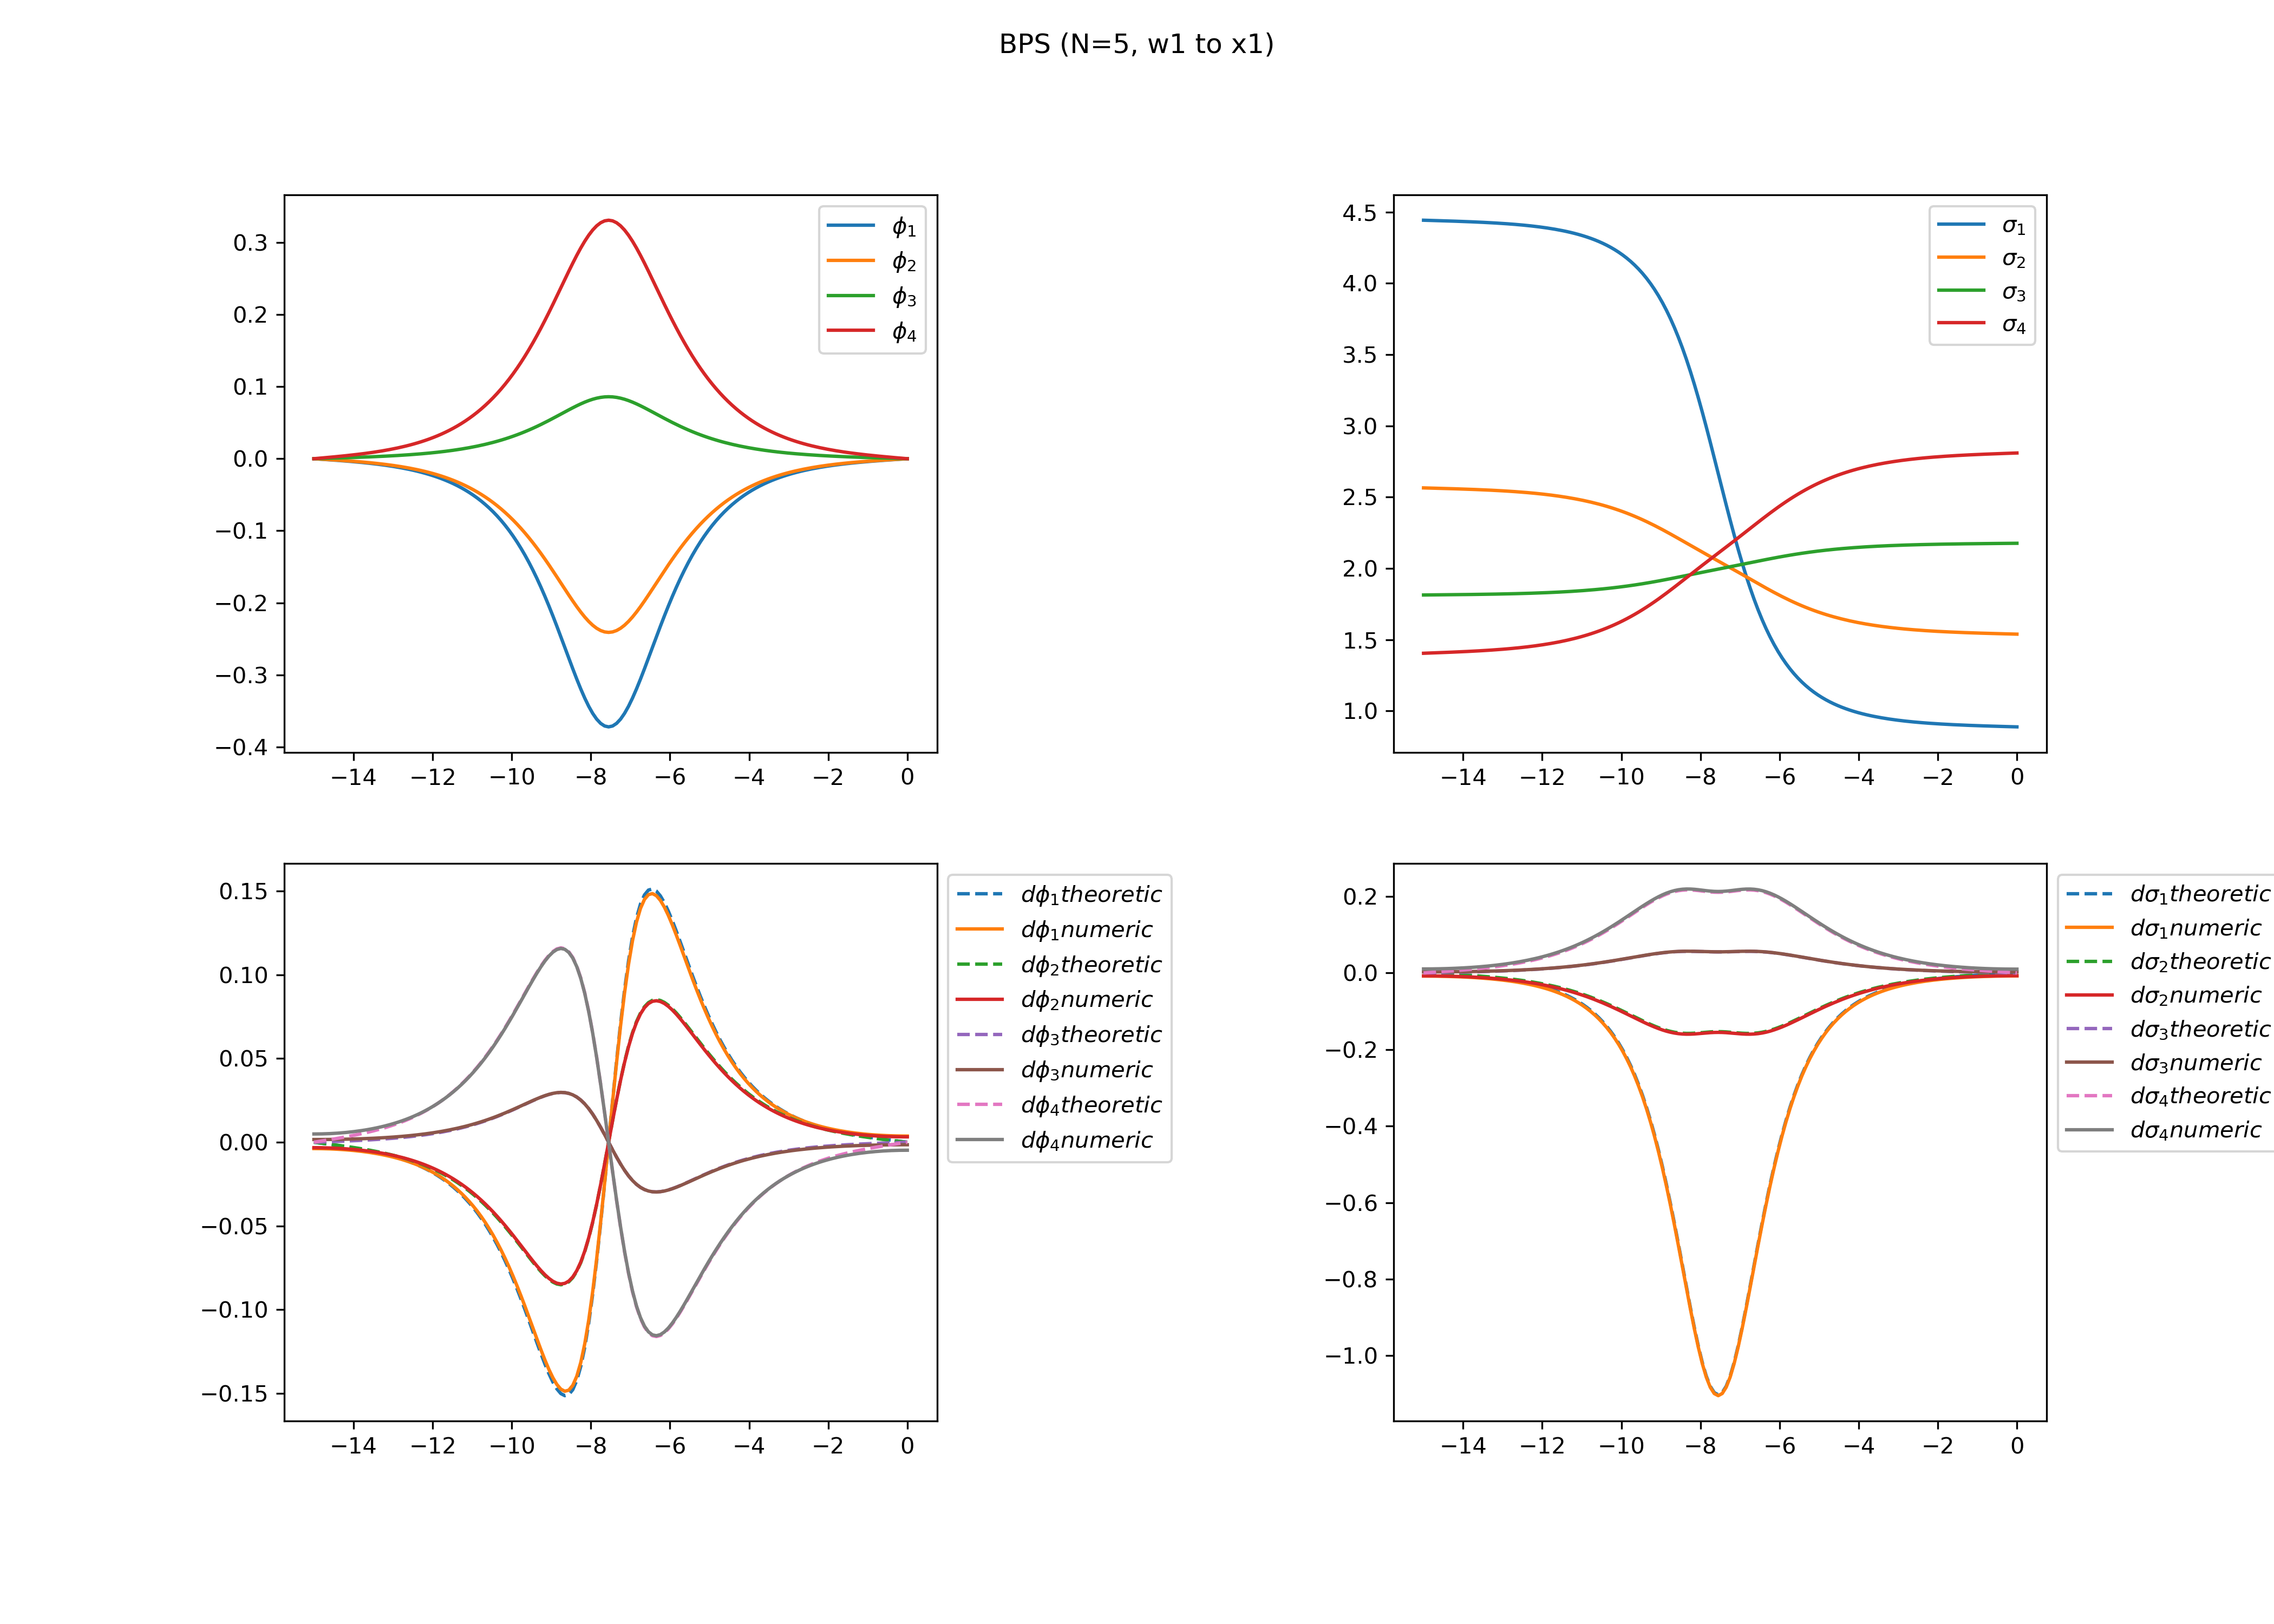 BPS (N=5, w1 to x1)
0.3
0.2
0.1
0.0
−0.1
−0.2
−0.3
−0.4
−14 −12 −10 −8 −6 −4 −2 0
ϕ1
ϕ2
ϕ3
ϕ4
4.5
4.0
3.5
3.0
2.5
2.0
1.5
1.0
−14 −12 −10 −8 −6 −4 −2 0
σ1
σ2
σ3
σ4
0.15
0.10
0.05
0.00
−0.05
−0.10
−0.15
−14 −12 −10 −8 −6 −4 −2 0
dϕ1theoretic
dϕ1numeric
dϕ2theoretic
dϕ2numeric
dϕ3theoretic
dϕ3numeric
dϕ4theoretic
dϕ4numeric
0.2
0.0
−0.2
−0.4
−0.6
−0.8
−1.0
−14 −12 −10 −8 −6 −4 −2 0
dσ1theoretic
dσ1numeric
dσ2theoretic
dσ2numeric
dσ3theoretic
dσ3numeric
dσ4theoretic
dσ4numeric